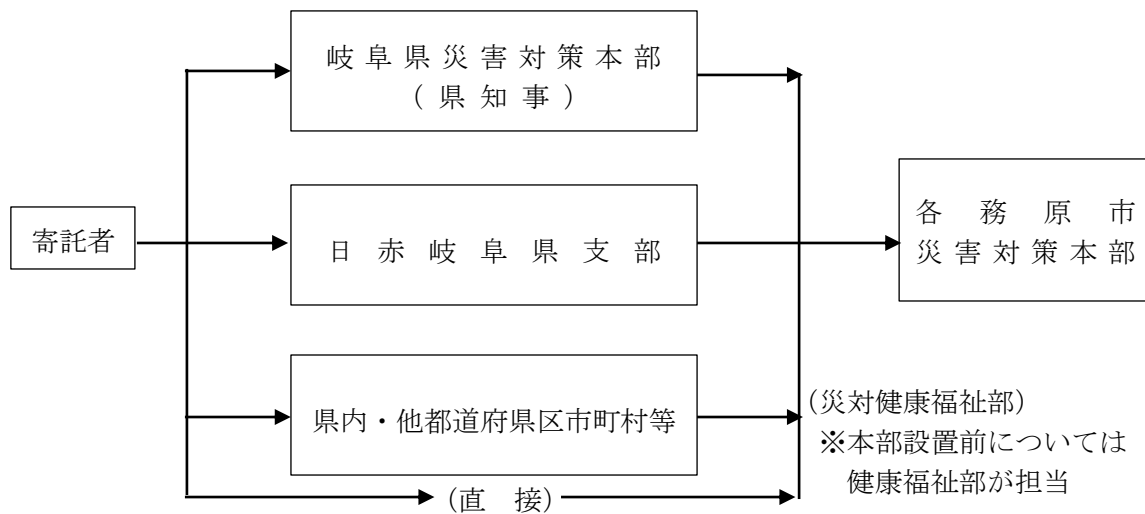 岐阜県災害対策本部
(県知事)
寄託者
日赤岐阜県支部
各務原市
災害対策本部
県内・他都道府県区市町村等
(災対健康福祉部)
※本部設置前については
健康福祉部が担当
(直 接)